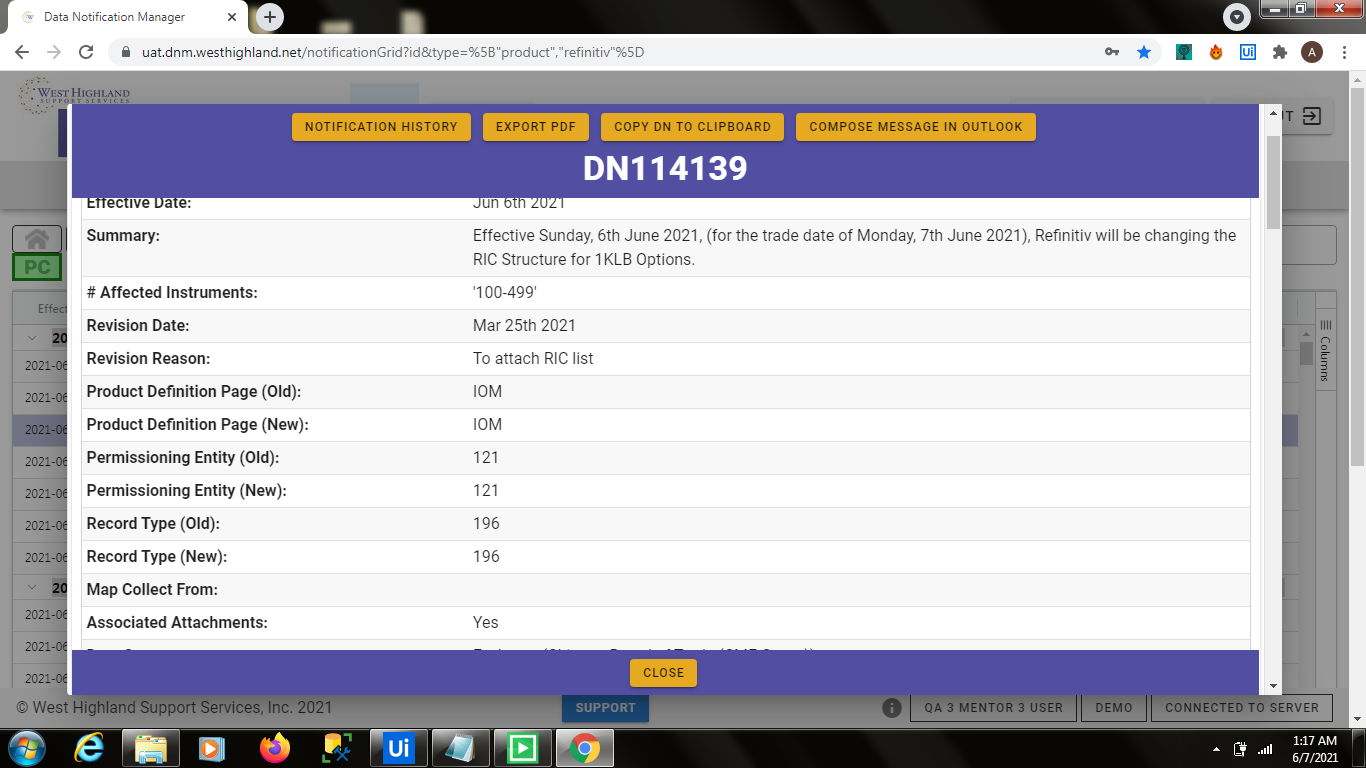 Data Notification Manager
uat.dnm.westhighland.net/notificationGrid?id&type=%5B"product","refinitiv"%5D
Ui
A
WEST HIGHLAND
SUPPORT SERVICES
NOTIFICATION HISTORY
EXPORT PDF
COPY DN TO CLIPBOARD
COMPOSE MESSAGE IN OUTLOOK
DN114139
Effective Date: Jun 6th 2021
Summary: Effective Sunday, 6th June 2021, (for the trade date of Monday, 7th June 2021), Refinitiv will be changing the
RIC Structure for 1KLB Options.
# Affected Instruments: '100-499'
Revision Date: Mar 25th 2021
Revision Reason: To attach RIC list
Product Definition Page (Old): IOM
Product Definition Page (New): IOM
Permissioning Entity (Old): 121
Permissioning Entity (New): 121
Record Type (Old): 196
Record Type (New): 196
Map Collect From:
Associated Attachments: Yes
CLOSE
PC
Effect
20
2021-06
2021-06
2021-06
2021-06
2021-06
2021-06
2021-06
20
2021-06
2021-06
2021-06
Columns
© West Highland Support Services, Inc. 2021
SUPPORT
QA 3 MENTOR 3 USER
DEMO
CONNECTED TO SERVER
Ui
1:17 AM
6/7/2021